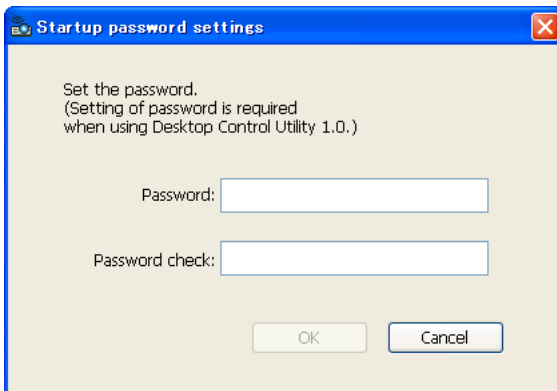 Startup password settings
Set the password.
(Setting of password is required
when using Desktop Control Utility 1.0.)
Password:
Password check:
OK
Cancel